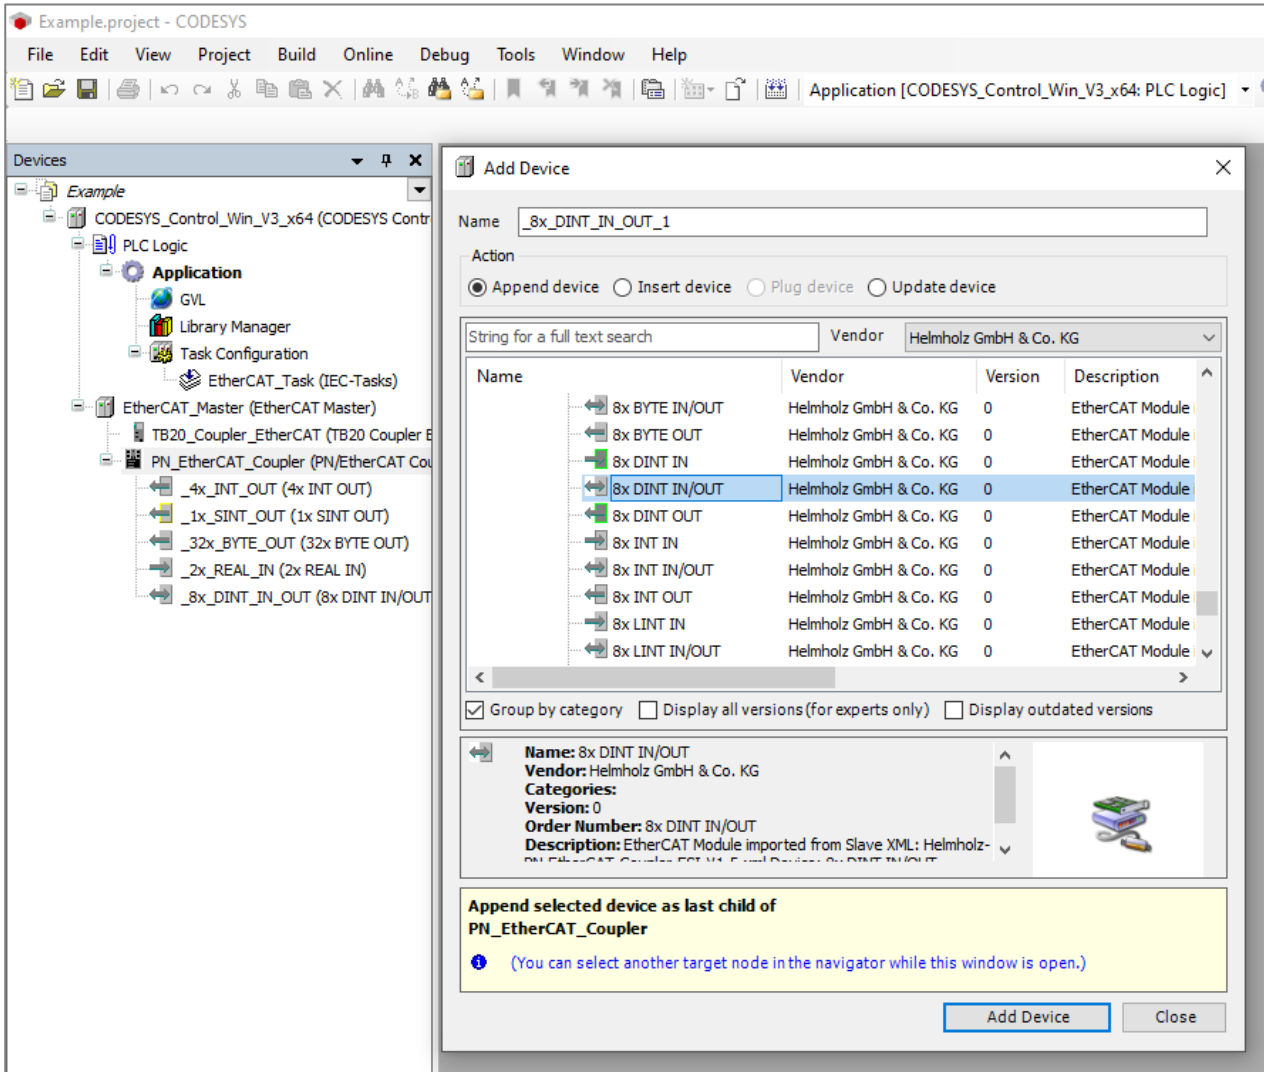 Example.project - CODESYS
File Edit View Project Build Online Debug Tools Window Help
Application [CODESYS_Control_Win_V3_x64: PLC Logic]
Devices
Example
CODESYS_Control_Win_V3_x64 (CODESYS Contr
PLC Logic
Application
GVL
Library Manager
Task Configuration
EtherCAT_Task (IEC-Tasks)
EtherCAT_Master (EtherCAT Master)
TB20_Coupler_EtherCAT (TB20 Coupler E
PN_EtherCAT_Coupler (PN/EtherCAT Cou
_4x_INT_OUT (4x INT OUT)
_1x_SINT_OUT (1x SINT OUT)
_32x_BYTE_OUT (32x BYTE OUT)
_2x_REAL_IN (2x REAL IN)
_8x_DINT_IN_OUT (8x DINT IN/OUT
Add Device
Name _8x_DINT_IN_OUT_1
Action
Append device Insert device Plug device Update device
String for a full text search Vendor Helmholz GmbH & Co. KG
Name Vendor Version Description
8x BYTE IN/OUT Helmholz GmbH & Co. KG 0 EtherCAT Module
8x BYTE OUT Helmholz GmbH & Co. KG 0 EtherCAT Module
8x DINT IN Helmholz GmbH & Co. KG 0 EtherCAT Module
8x DINT IN/OUT Helmholz GmbH & Co. KG 0 EtherCAT Module
8x DINT OUT Helmholz GmbH & Co. KG 0 EtherCAT Module
8x INT IN Helmholz GmbH & Co. KG 0 EtherCAT Module
8x INT IN/OUT Helmholz GmbH & Co. KG 0 EtherCAT Module
8x INT OUT Helmholz GmbH & Co. KG 0 EtherCAT Module
8x LINT IN Helmholz GmbH & Co. KG 0 EtherCAT Module
8x LINT IN/OUT Helmholz GmbH & Co. KG 0 EtherCAT Module
Group by category Display all versions (for experts only) Display outdated versions
Name: 8x DINT IN/OUT
Vendor: Helmholz GmbH & Co. KG
Categories:
Version: 0
Order Number: 8x DINT IN/OUT
Description: EtherCAT Module imported from Slave XML: Helmholz-
Append selected device as last child of
PN_EtherCAT_Coupler
(You can select another target node in the navigator while this window is open.)
Add Device Close